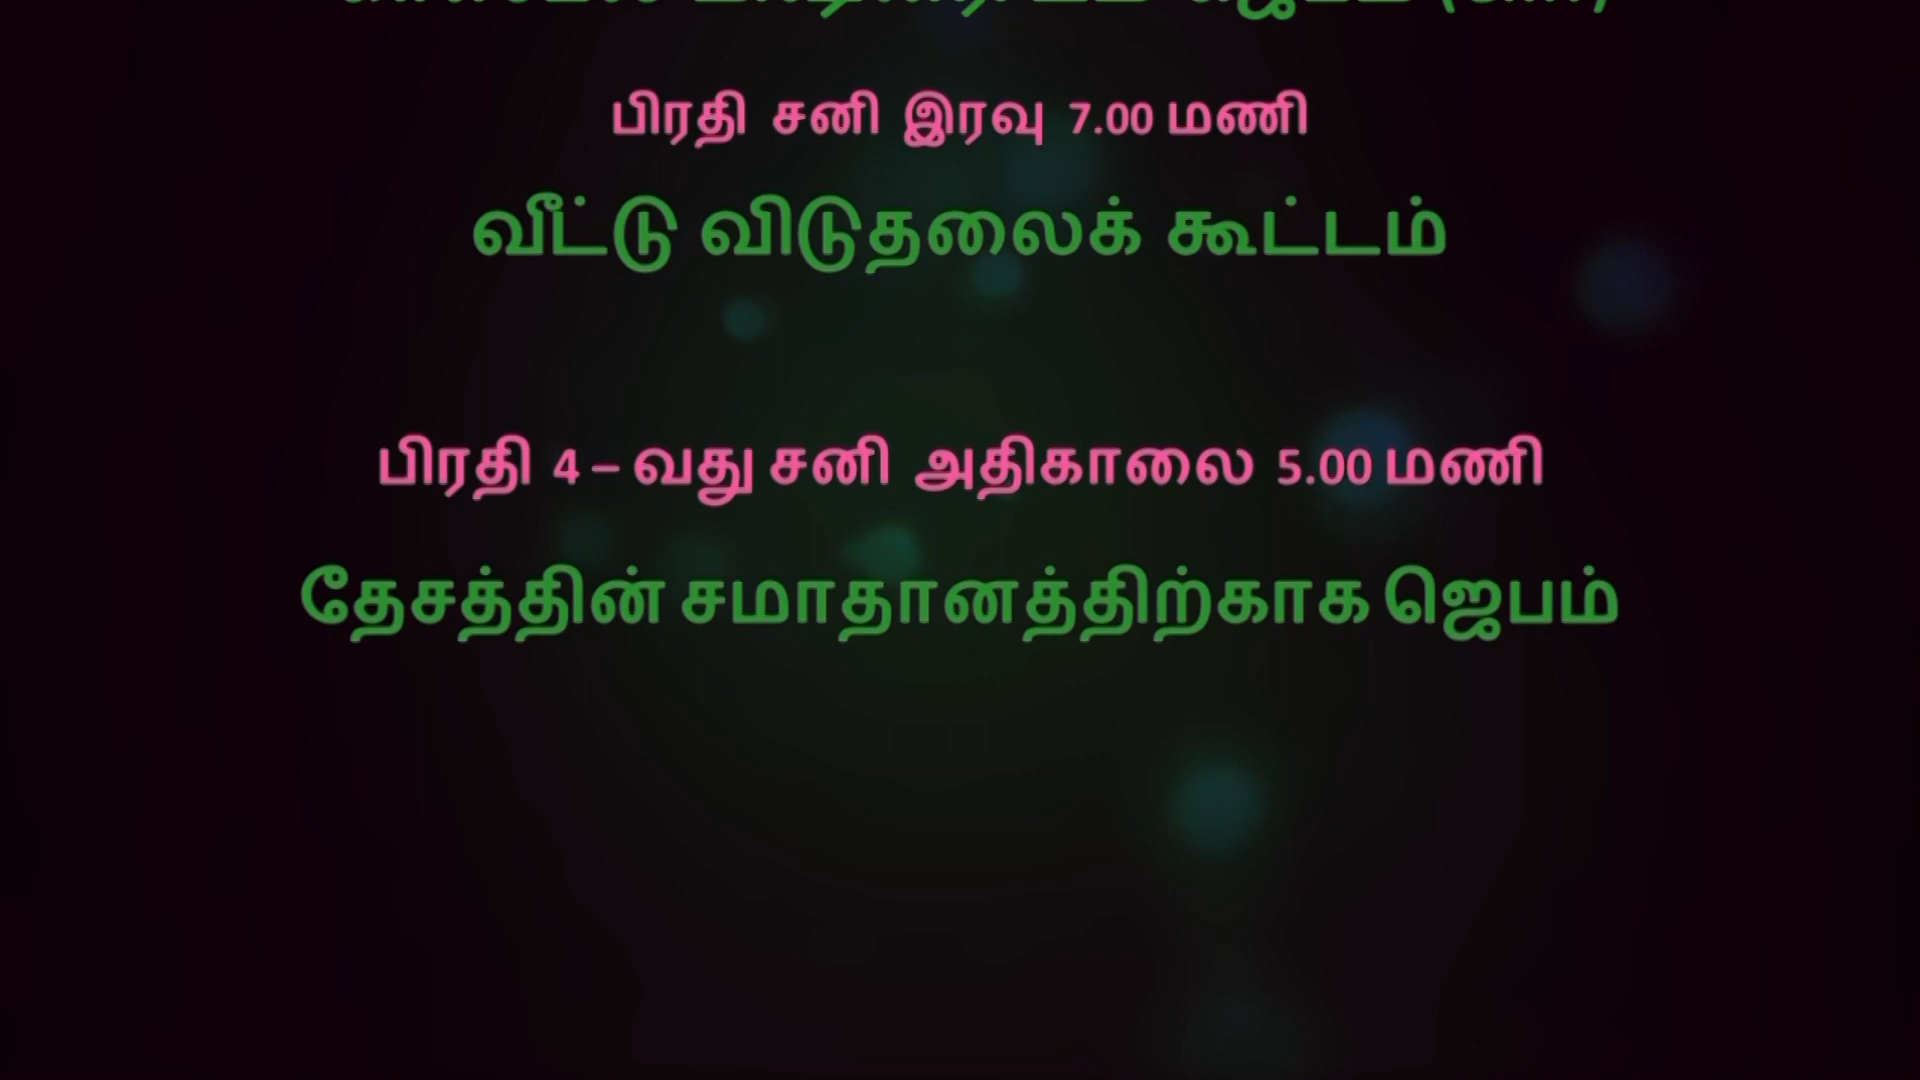 ஜெபம்
பிரதி சனி இரவு 7.00 மணி
வீட்டு விடுதலைக் கூட்டம்
பிரதி 4 – வது சனி அதிகாலை 5.00 மணி
தேசத்தின் சமாதானத்திற்காக ஜெபம்